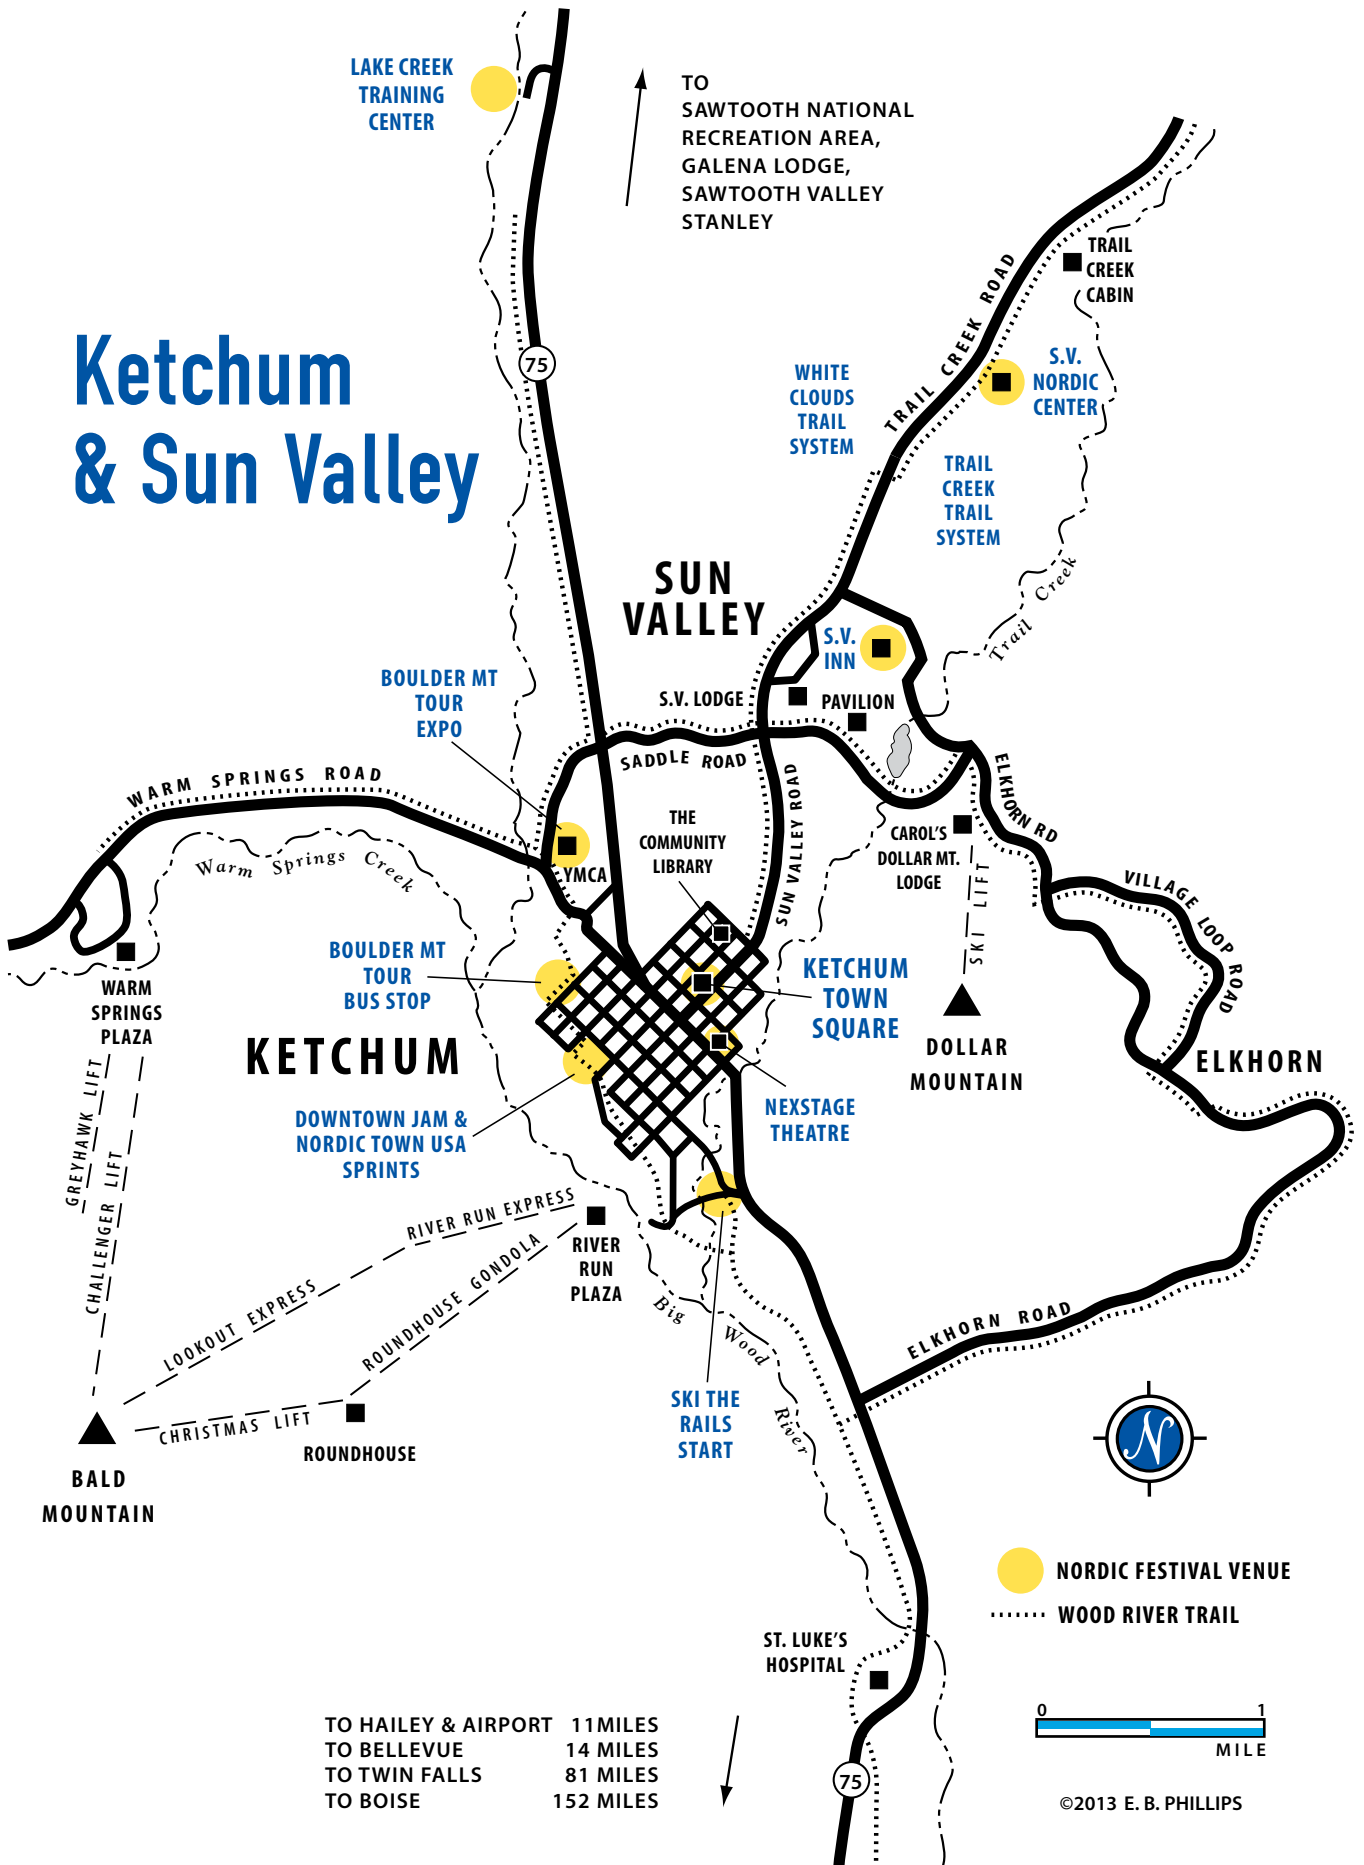 LAKE CREEK
TRAINING
CENTER
TO
SAWTOOTH NATIONAL
RECREATION AREA,
GALENA LODGE,
SAWTOOTH VALLEY
STANLEY
Ketchum
& Sun Valley
75
TRAIL
CREEK
CABIN
TRAIL CREEK ROAD
S.V.
NORDIC
CENTER
WHITE
CLOUDS
TRAIL
SYSTEM
TRAIL
CREEK
TRAIL
SYSTEM
Trail Creek
SUN
VALLEY
S.V.
INN
S.V. LODGE
PAVILION
BOULDER MT
TOUR
EXPO
SADDLE ROAD
WARM SPRINGS ROAD
Warm Springs Creek
THE
COMMUNITY
LIBRARY
SUN VALLEY ROAD
ELKHORN RD
CAROL'S
DOLLAR MT.
LODGE
SKI LIFT
VILLAGE LOOP ROAD
YMCA
BOULDER MT
TOUR
BUS STOP
KETCHUM
TOWN
SQUARE
WARM
SPRINGS
PLAZA
KETCHUM
DOLLAR
MOUNTAIN
ELKHORN
GREYHAWK LIFT
CHALLENGER LIFT
DOWNTOWN JAM &
NORDIC TOWN USA
SPRINTS
NEXSTAGE
THEATRE
RIVER RUN EXPRESS
LOOKOUT EXPRESS
ROUNDHOUSE GONDOLA
RIVER
RUN
PLAZA
Big Wood River
ELKHORN ROAD
SKI THE
RAILS
START
CHRISTMAS LIFT
ROUNDHOUSE
BALD
MOUNTAIN
N
NORDIC FESTIVAL VENUE
WOOD RIVER TRAIL
ST. LUKE'S
HOSPITAL
TO HAILEY & AIRPORT 11MILES
TO BELLEVUE 14 MILES
TO TWIN FALLS 81 MILES
TO BOISE 152 MILES
75
0 1
MILE
©2013 E. B. PHILLIPS